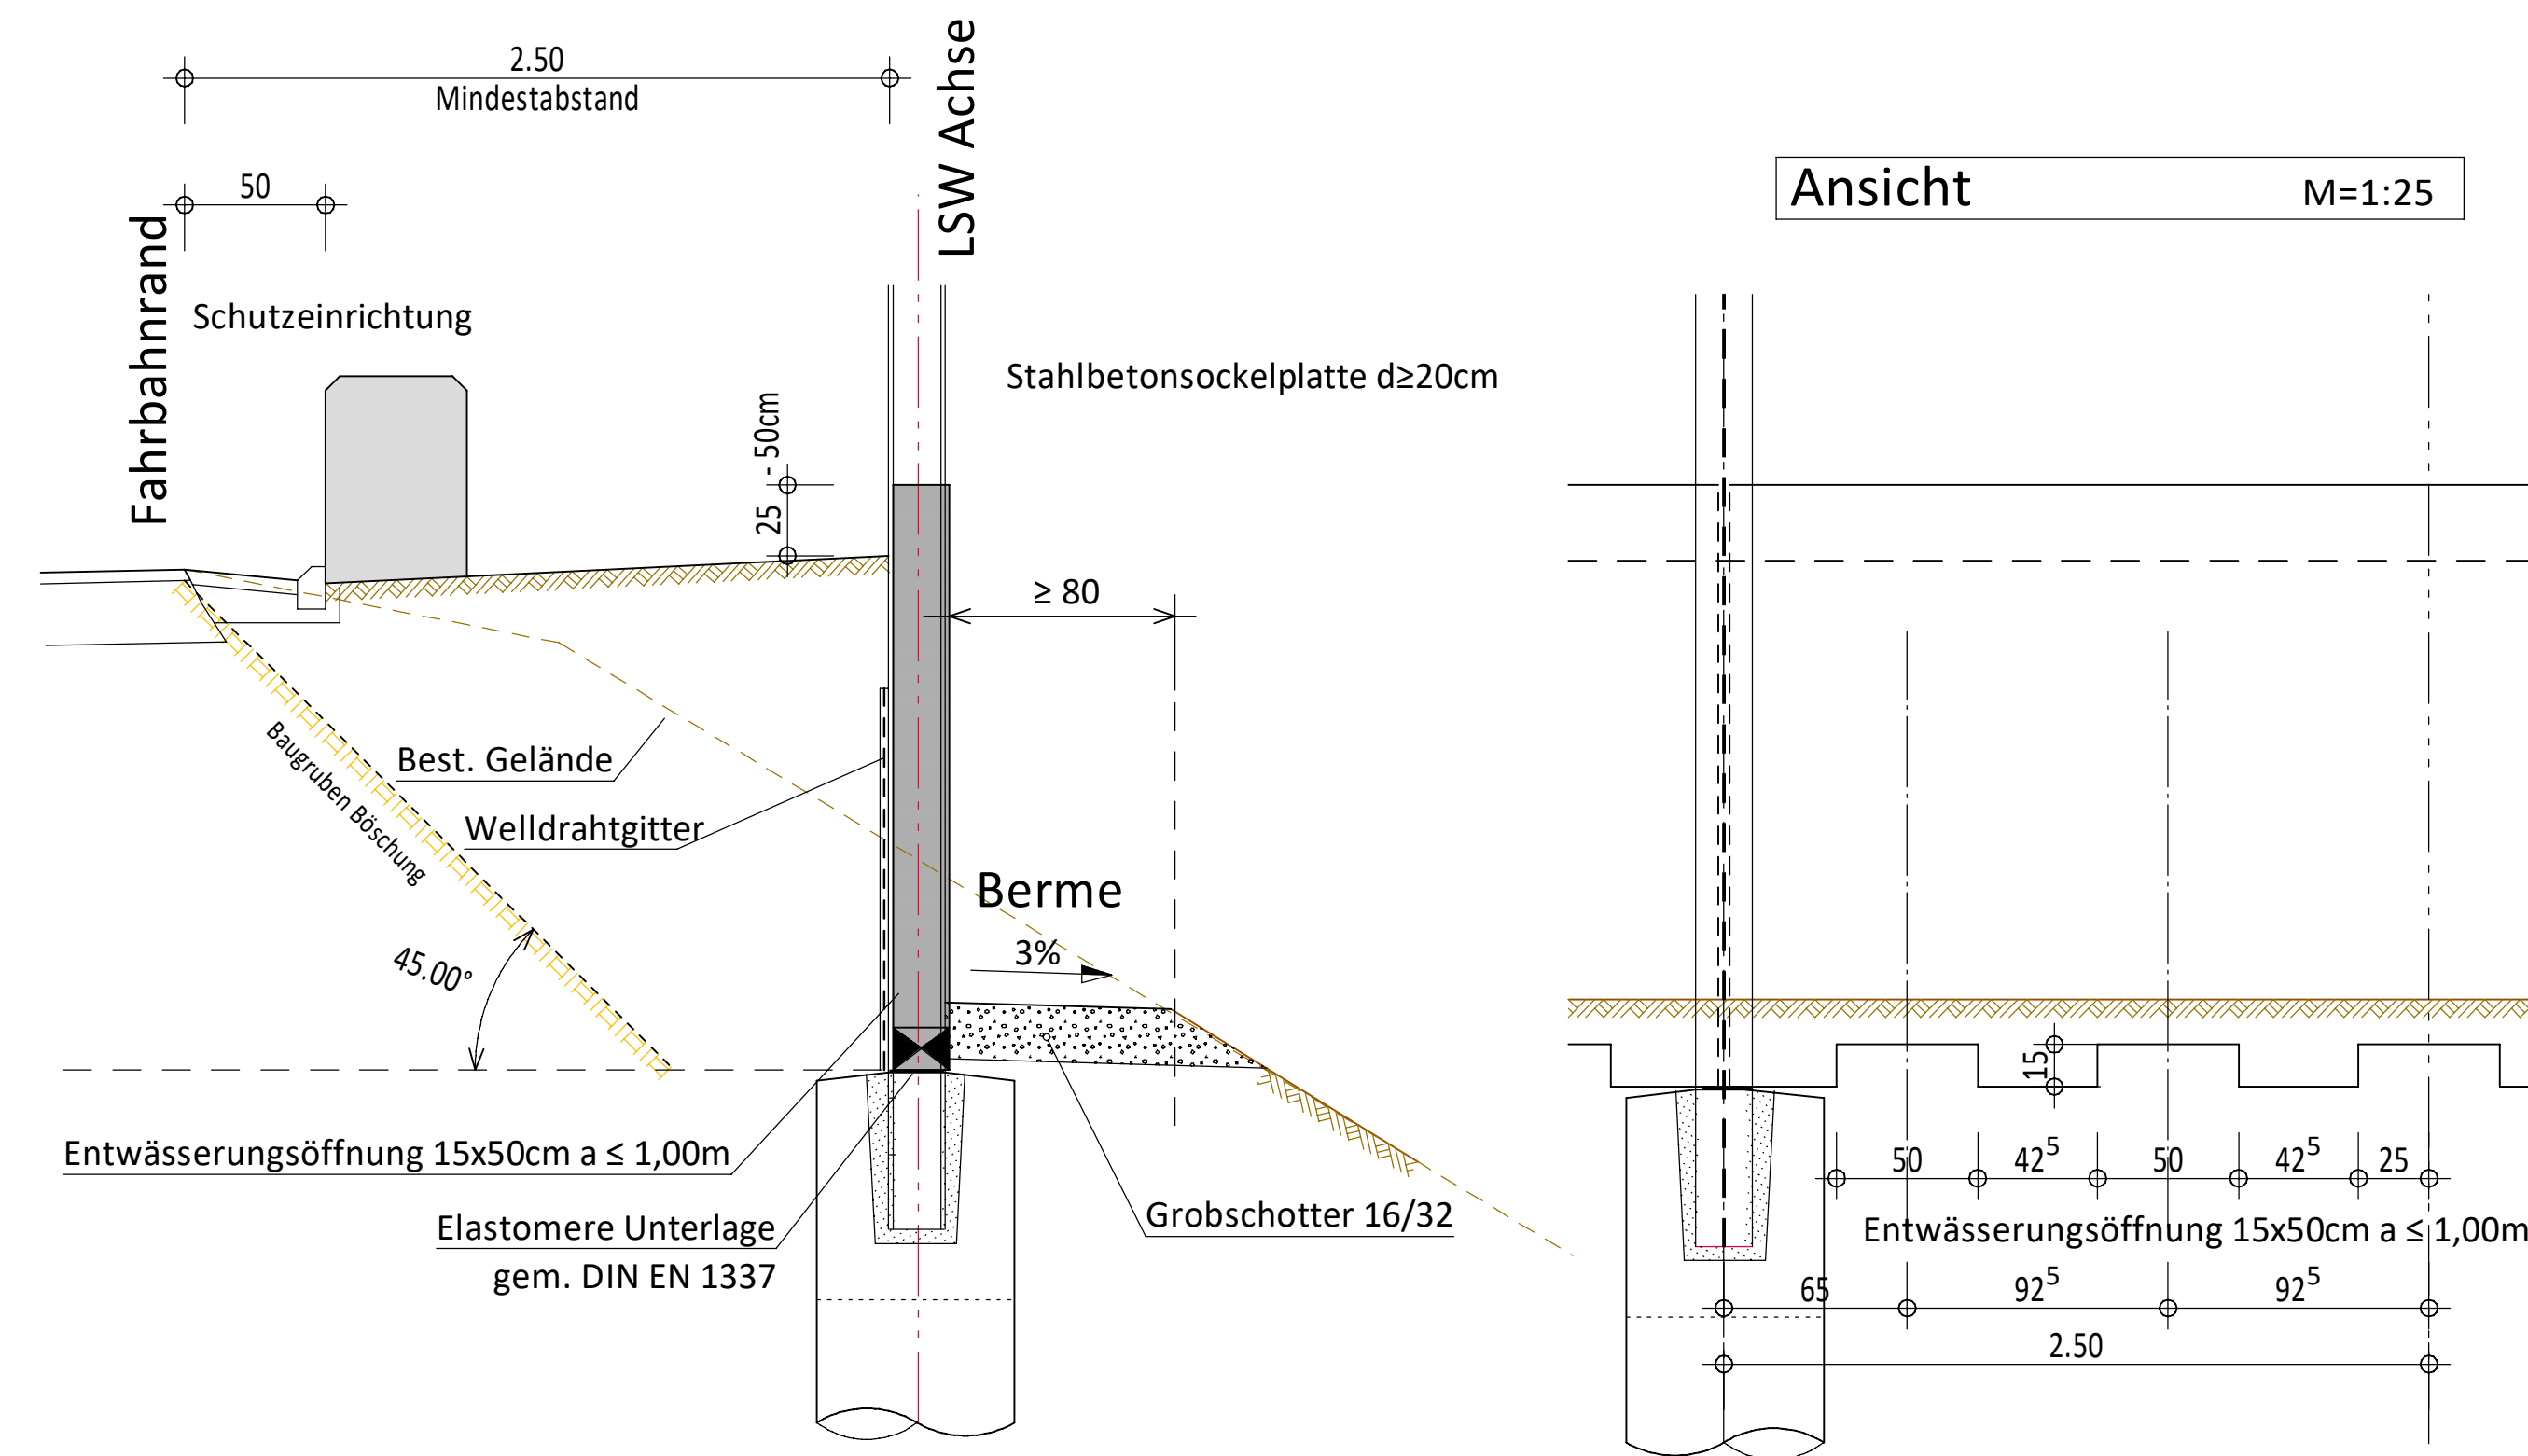 2.50
Mindestabstand
LSW Achse
50
Fahrbahnrand
Schutzeinrichtung
Ansicht M=1:25
Stahlbetonsockelplatte d≥20cm
25 - 50cm
≥ 80
Best. Gelände
Baugruben Böschung
Welldrahtgitter
Berme
3%
45.00°
15
Entwässerungsöffnung 15x50cm a ≤ 1,00m
50 42⁵ 50 42⁵ 25
Elastomere Unterlage
gem. DIN EN 1337
Grobschotter 16/32
Entwässerungsöffnung 15x50cm a ≤ 1,00m
65 92⁵ 92⁵
2.50